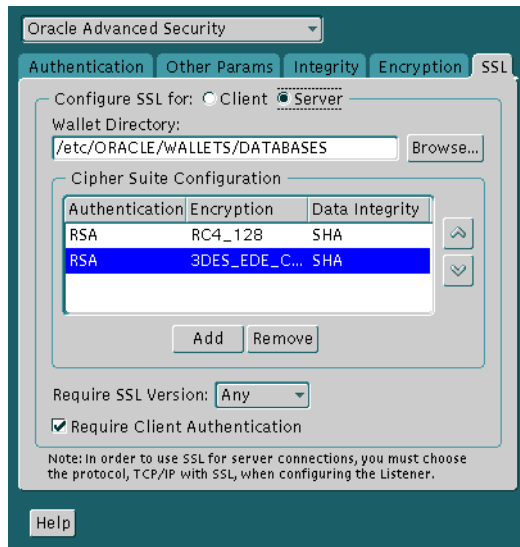 Oracle Advanced Security
Authentication Other Params Integrity Encryption SSL
Configure SSL for: Client Server
Wallet Directory:
/etc/ORACLE/WALLETS/DATABASES Browse...
Cipher Suite Configuration
Authentication Encryption Data Integrity
RSA RC4_128 SHA
RSA 3DES_EDE_C... SHA
Add Remove
Require SSL Version: Any
Require Client Authentication
Note: In order to use SSL for server connections, you must choose
the protocol, TCP/IP with SSL, when configuring the Listener.
Help